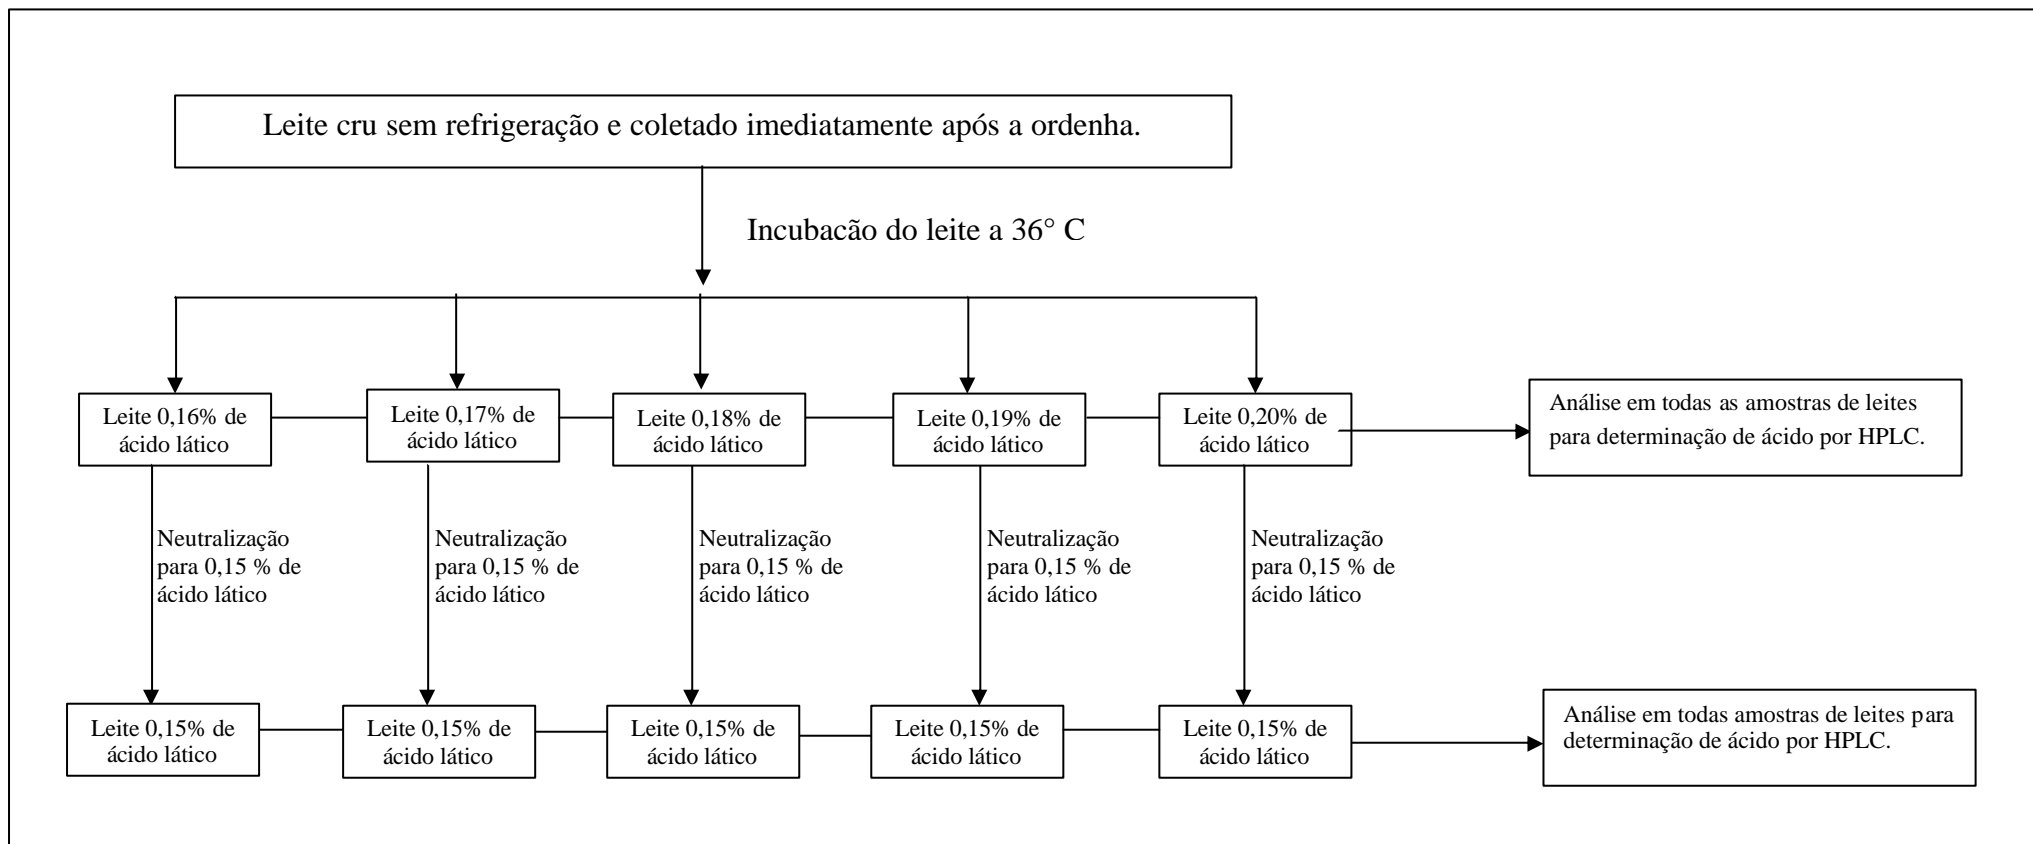 Leite cru sem refrigeração e coletado imediatamente após a ordenha.
Incubacão do leite a 36° C
Leite 0,16% de
ácido lático
Leite 0,17% de
ácido lático
Leite 0,18% de
ácido lático
Leite 0,19% de
ácido lático
Leite 0,20% de
ácido lático
Análise em todas as amostras de leites
para determinação de ácido por HPLC.
Neutralização
para 0,15 % de
ácido lático
Neutralização
para 0,15 % de
ácido lático
Neutralização
para 0,15 % de
ácido lático
Neutralização
para 0,15 % de
ácido lático
Neutralização
para 0,15 % de
ácido lático
Leite 0,15% de
ácido lático
Leite 0,15% de
ácido lático
Leite 0,15% de
ácido lático
Leite 0,15% de
ácido lático
Leite 0,15% de
ácido lático
Análise em todas amostras de leites para
determinação de ácido por HPLC.